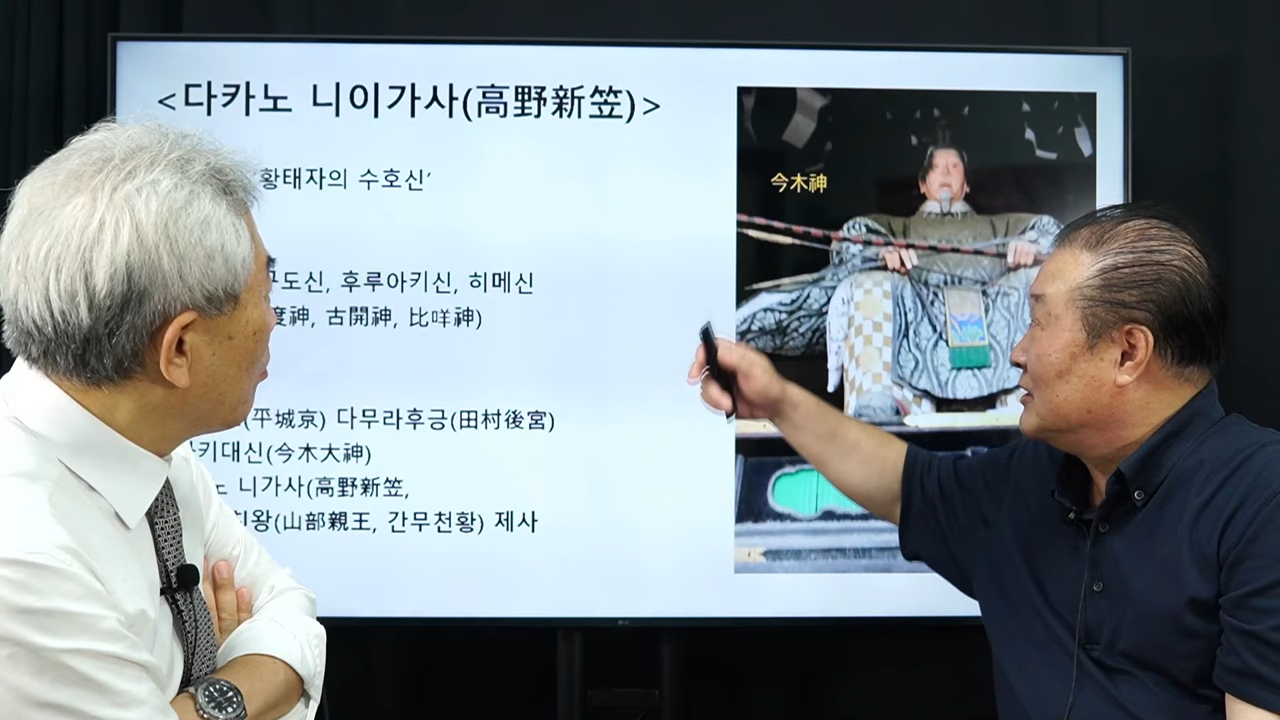 <다카노 니이가사(高野新笠)>
황태자의 수호신’
今木神
구도신, 후루아키신, 히메신
度神, 古開神, 比咩神)
(平城京) 다무라후긍(田村後宮)
키대신(今木大神)
노 니가사(高野新笠,
친왕(山部親王, 간무천황) 제사
LG